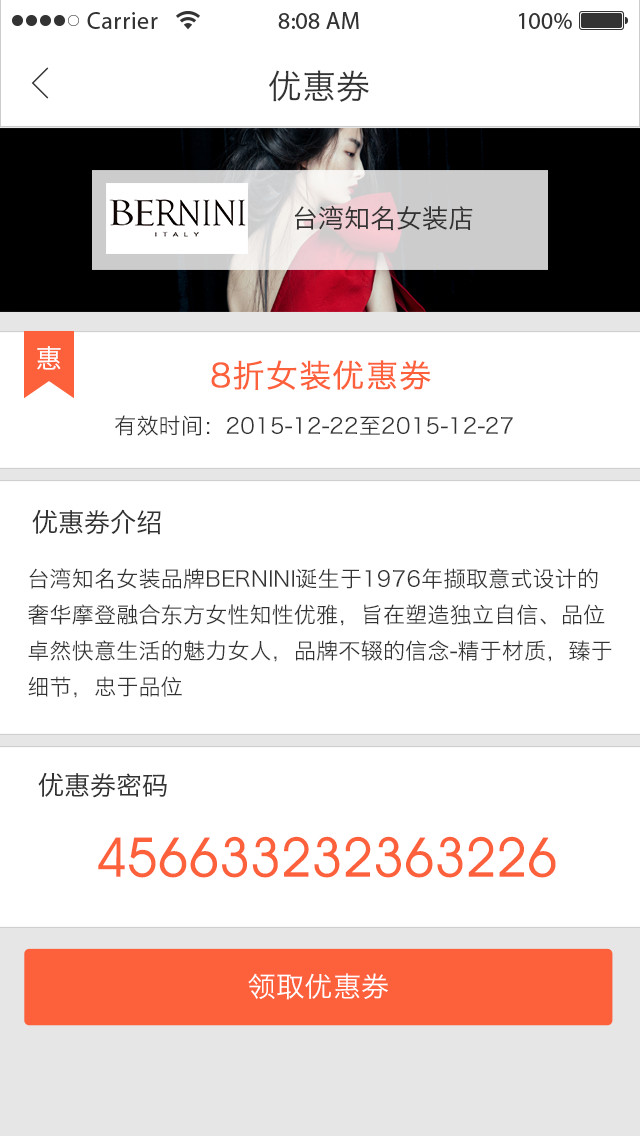 Carrier 8:08 AM 100%
优惠券
BERNINI
ITALY
台湾知名女装店
惠
8折女装优惠券
有效时间：2015-12-22至2015-12-27
优惠券介绍
台湾知名女装品牌BERNINI诞生于1976年撷取意式设计的
奢华摩登融合东方女性知性优雅，旨在塑造独立自信、品位
卓然快意生活的魅力女人，品牌不辍的信念-精于材质，臻于
细节，忠于品位
优惠券密码
456633232363226
领取优惠券